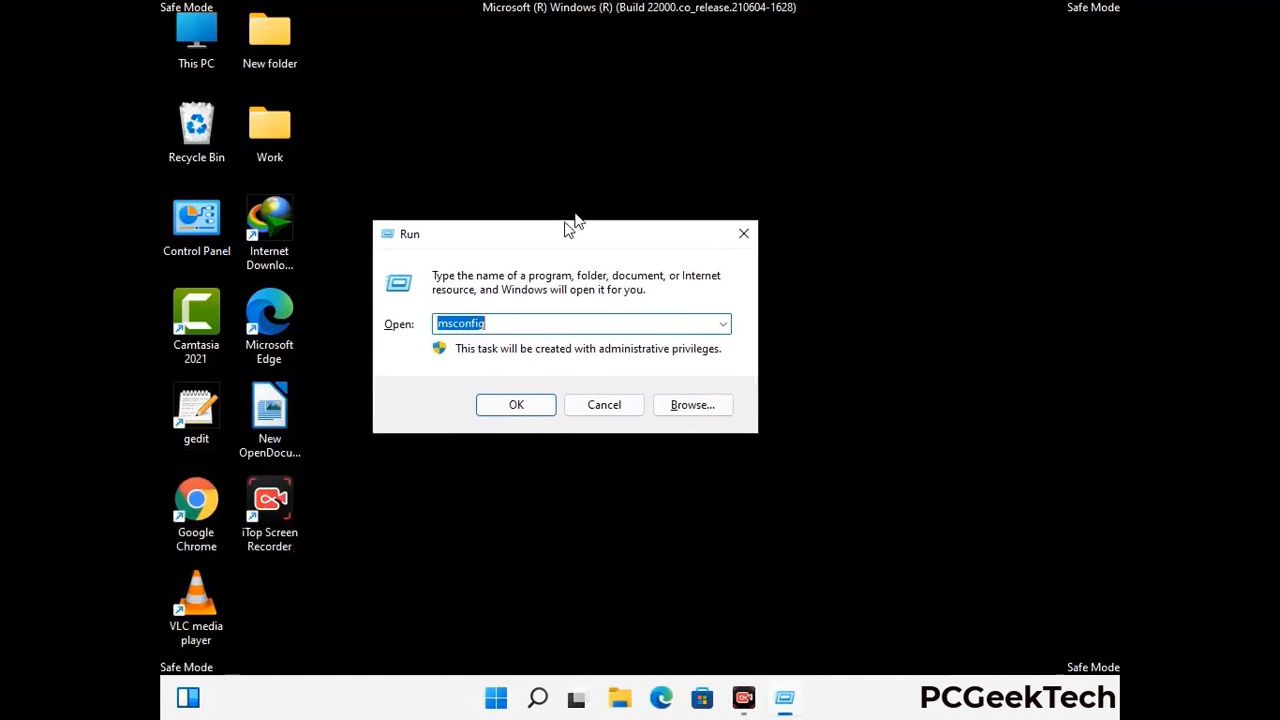 Safe Mode
Microsoft (R) Windows (R) (Build 22000.co_release.210604-1628)
Safe Mode
This PC
New folder
Recycle Bin
Work
Control Panel
Internet
Downlo...
Camtasia
2021
Microsoft
Edge
gedit
New
OpenDocu...
Google
Chrome
iTop Screen
Recorder
VLC media
player
Run
Type the name of a program, folder, document, or Internet
resource, and Windows will open it for you.
Open:
msconfig
This task will be created with administrative privileges.
OK
Cancel
Browse...
Safe Mode
Safe Mode
PCGeekTech